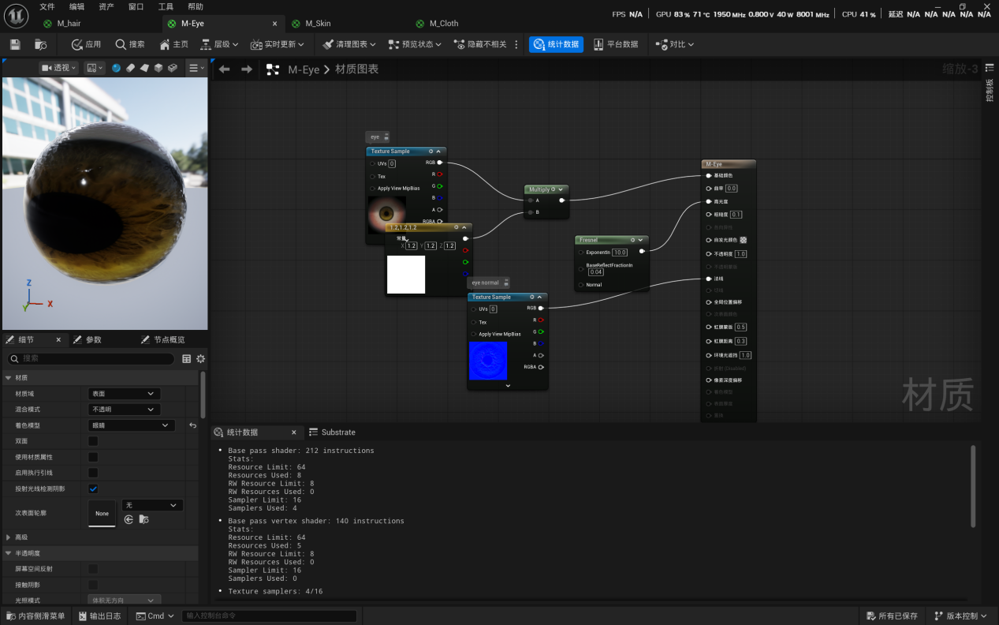 文件 编辑 资产 窗口 工具 帮助
FPS N/A GPU 83 % 71 °C 1950 MHz 0.800 V 40 W 8001 MHz CPU 41 % 延迟 N/A N/A N/A N/A N/A
M_hair M-Eye M_Skin M_Cloth
应用 搜索 主页 层级 实时更新 清理图表 预览状态 隐藏不相关 统计数据 平台数据 对比
透视
M-Eye 材质图表 缩放-3
控制板
eye
Texture Sample
RGB
UVs 0
R
Tex
G
Apply View MipBias
B
A
RGBA
1.2,1.2,1.2
常量
X 1.2 Y 1.2 Z 1.2
Multiply
A
B
Fresnel
ExponentIn 10.0
BaseReflectFractionIn
0.04
Normal
eye normal
Texture Sample
RGB
UVs 0
R
Tex
G
Apply View MipBias
B
A
RGBA
M-Eye
基础颜色
曲率 0.0
高光度
粗糙度 0.1
各向异性
自发光颜色
不透明度 1.0
不透明蒙版
法线
切线
全局位置偏移
次表面颜色
虹膜蒙版 0.5
虹膜距离 0.3
环境光遮挡 1.0
折射 (Disabled)
像素深度偏移
着色模型
表面厚度
置换
材质
Z
X
Y
细节 参数 节点概览
搜索
材质
材质域 表面
混合模式 不透明
着色模型 眼睛
双面
使用材质属性
启用执行引线
投射光线检测阴影
次表面轮廓 None 无
高级
半透明度
屏幕空间反射
接触阴影
光照模式 体积无方向
统计数据 Substrate
• Base pass shader: 212 instructions
Stats:
Resource Limit: 64
Resources Used: 8
RW Resource Limit: 8
RW Resources Used: 0
Sampler Limit: 16
Samplers Used: 4
• Base pass vertex shader: 140 instructions
Stats:
Resource Limit: 64
Resources Used: 5
RW Resource Limit: 8
RW Resources Used: 0
Sampler Limit: 16
Samplers Used: 0
• Texture samplers: 4/16
内容侧滑菜单 输出日志 Cmd 输入控制台命令 所有已保存 版本控制